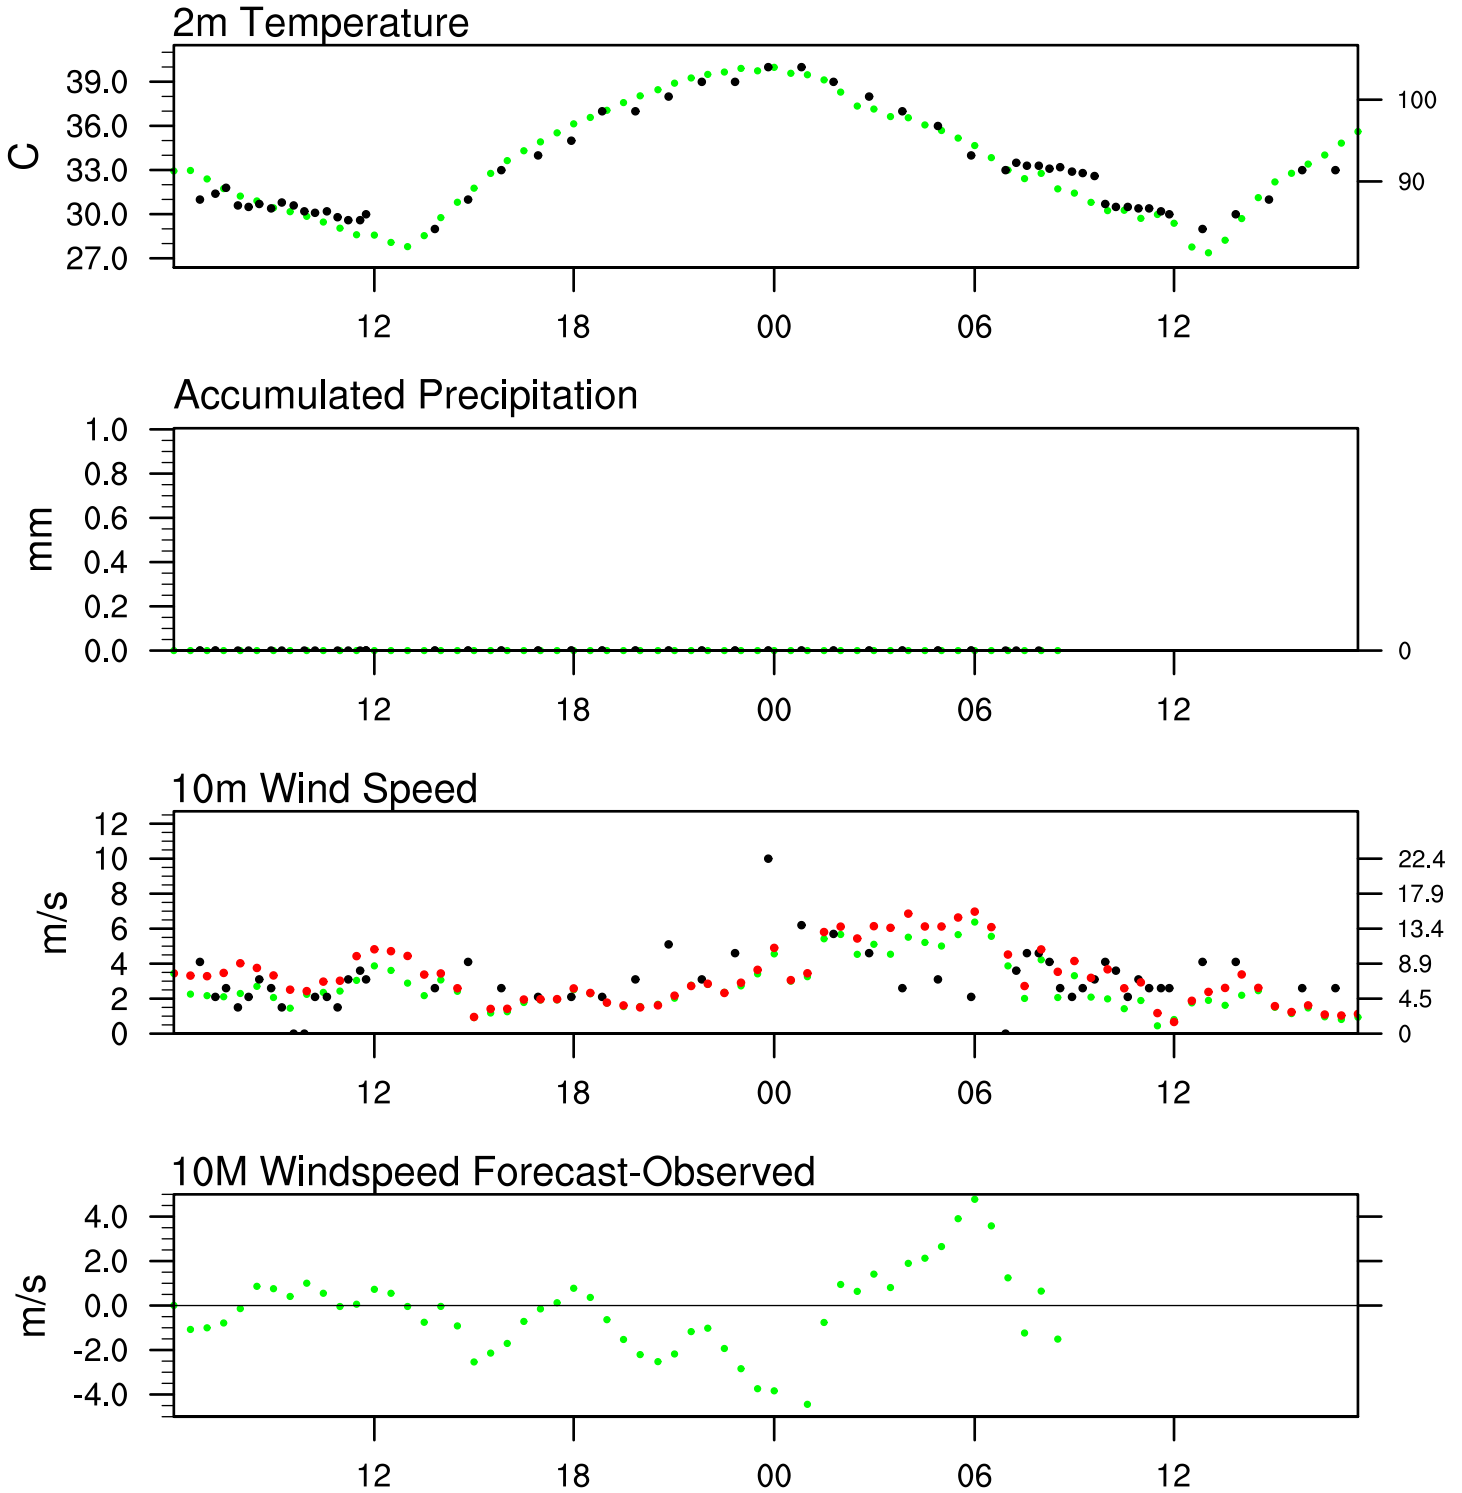 2m Temperature
39.0
36.0
33.0
30.0
27.0
C
100
90
12 18 00 06 12
Accumulated Precipitation
1.0
0.8
0.6
0.4
0.2
0.0
mm
0
12 18 00 06 12
10m Wind Speed
12
10
8
6
4
2
0
m/s
22.4
17.9
13.4
8.9
4.5
0
12 18 00 06 12
10M Windspeed Forecast-Observed
4.0
2.0
0.0
-2.0
-4.0
m/s
12 18 00 06 12